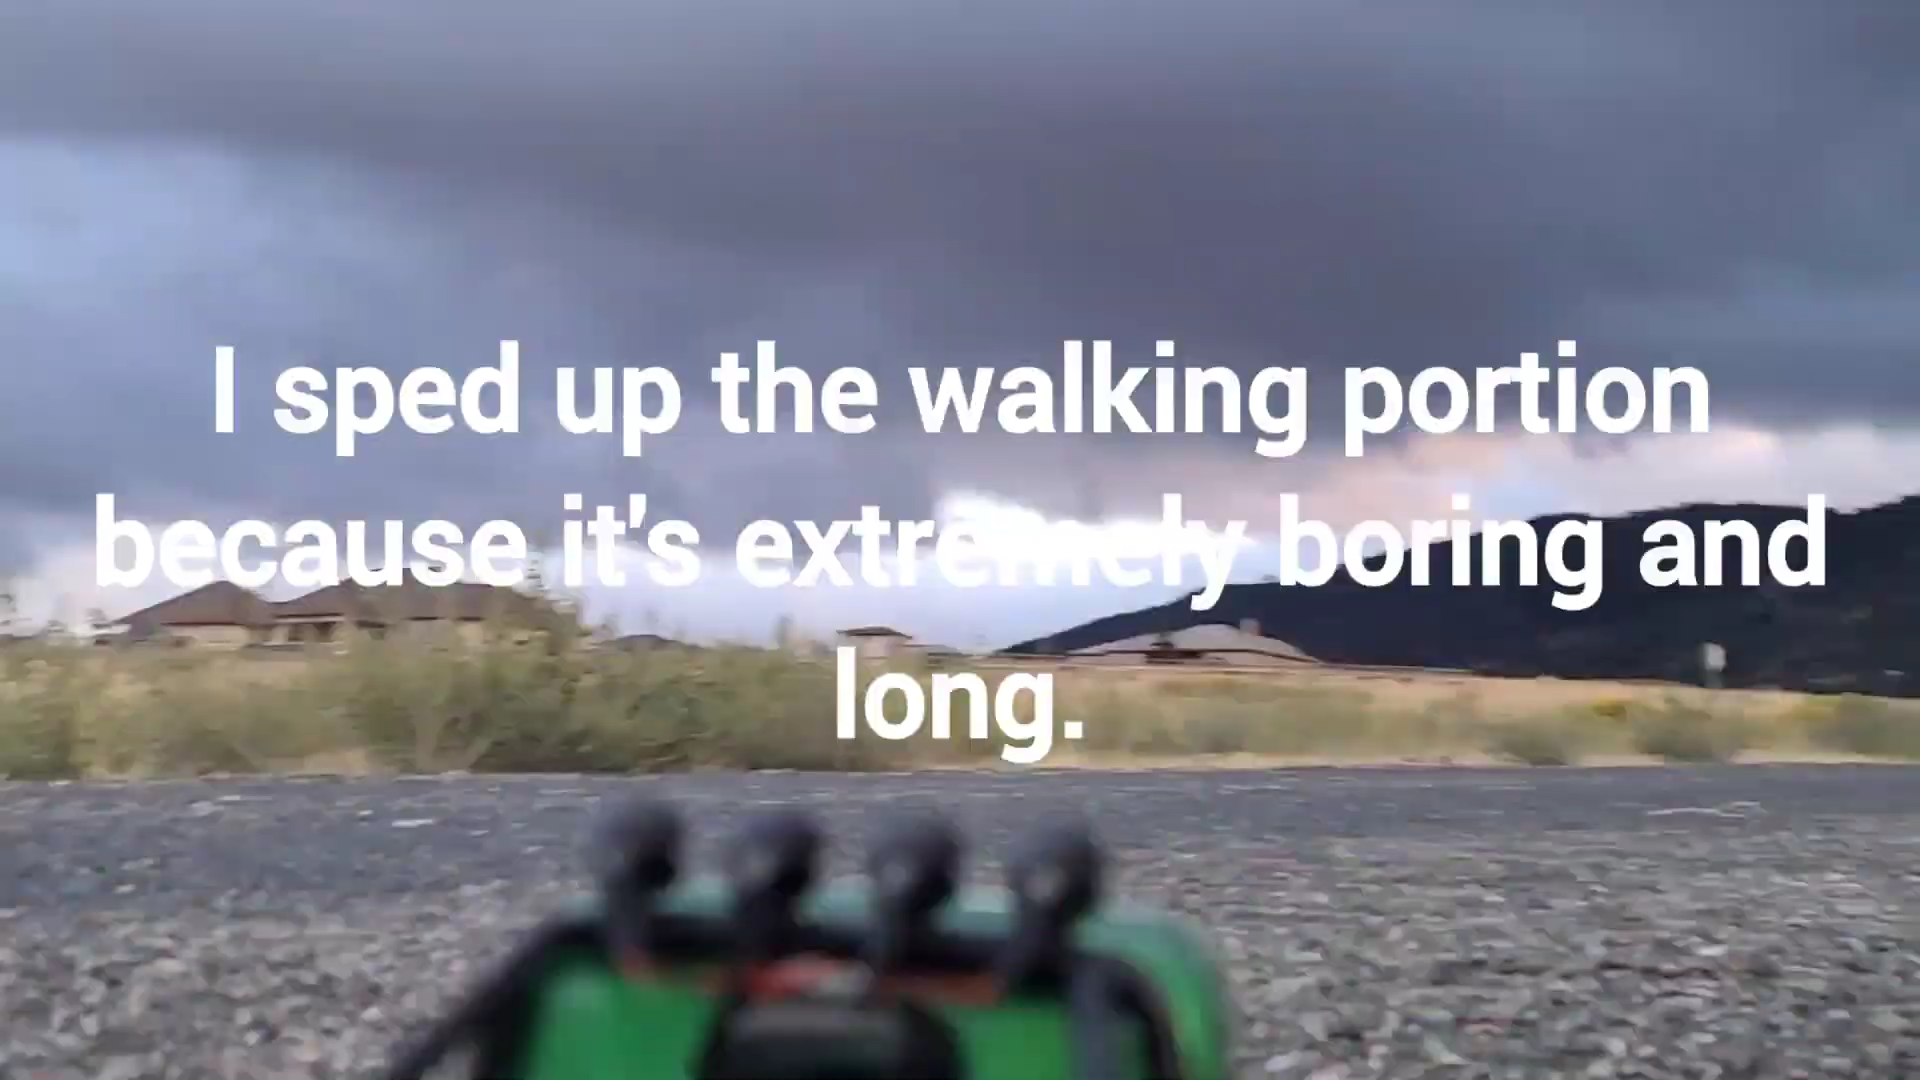 I sped up the walking portion
because it's extremely boring and
long.